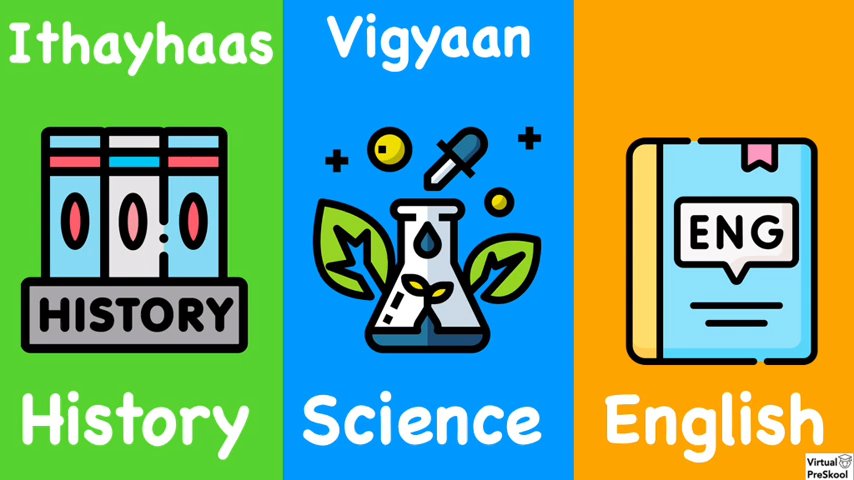 Ithayhaas
Vigyaan
HISTORY
ENG
History
Science
English
Virtual
PreSkool